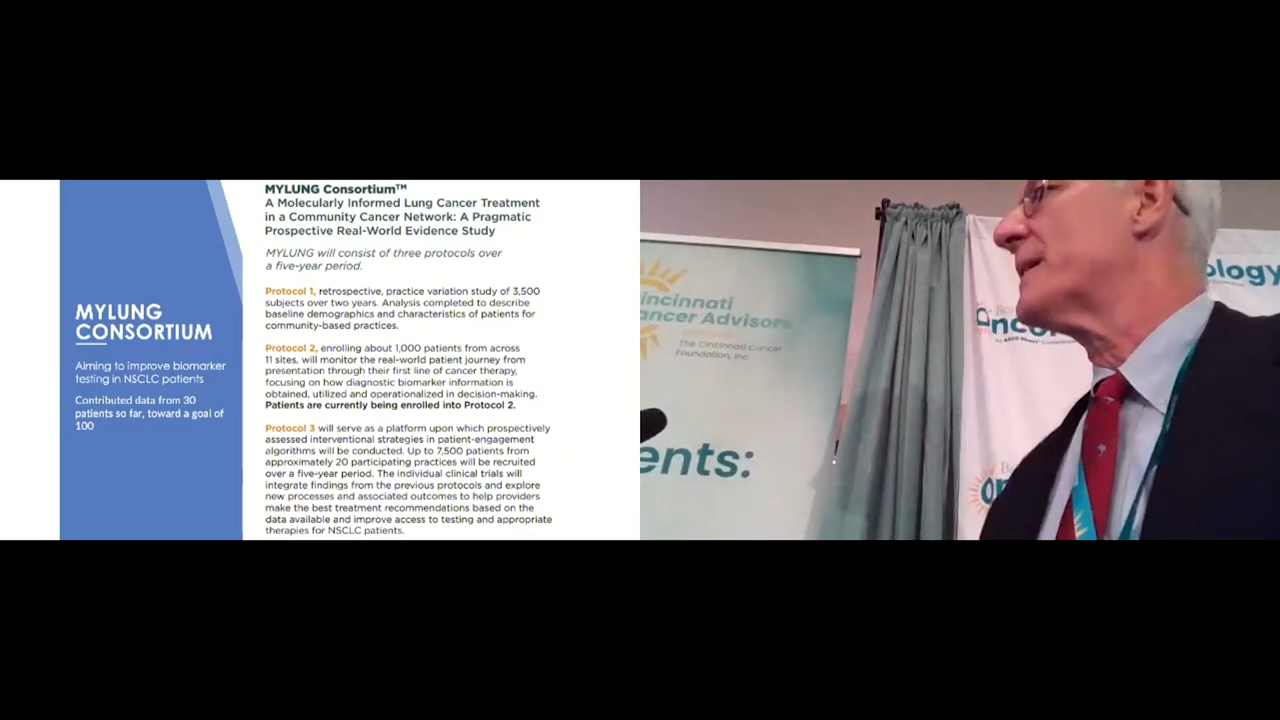 MYLUNG
CONSORTIUM
Aiming to improve biomarker
testing in NSCLC patients
Contributed data from 30
patients so far, toward a goal of
100
MYLUNG Consortium™
A Molecularly Informed Lung Cancer Treatment
in a Community Cancer Network: A Pragmatic
Prospective Real-World Evidence Study
MYLUNG will consist of three protocols over
a five-year period.
Protocol 1, retrospective, practice variation study of 3,500
subjects over two years. Analysis completed to describe
baseline demographics and characteristics of patients for
community-based practices.
Protocol 2, enrolling about 1,000 patients from across
11 sites, will monitor the real-world patient journey from
presentation through their first line of cancer therapy,
focusing on how diagnostic biomarker information is
obtained, utilized and operationalized in decision-making.
Patients are currently being enrolled into Protocol 2.
Protocol 3 will serve as a platform upon which prospectively
assessed interventional strategies in patient-engagement
algorithms will be conducted. Up to 7,500 patients from
approximately 20 participating practices will be recruited
over a five-year period. The individual clinical trials will
integrate findings from the previous protocols and explore
new processes and associated outcomes to help providers
make the best treatment recommendations based on the
data available and improve access to testing and appropriate
therapies for NSCLC patients.
incinnati
ancer Advisors
The Cincinnati Cancer
Foundation, Inc
ents:
ology